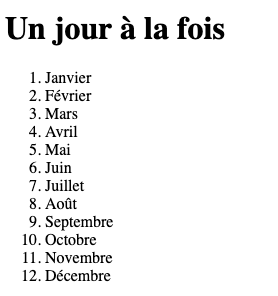 Un jour à la fois
1. Janvier
2. Février
3. Mars
4. Avril
5. Mai
6. Juin
7. Juillet
8. Août
9. Septembre
10. Octobre
11. Novembre
12. Décembre